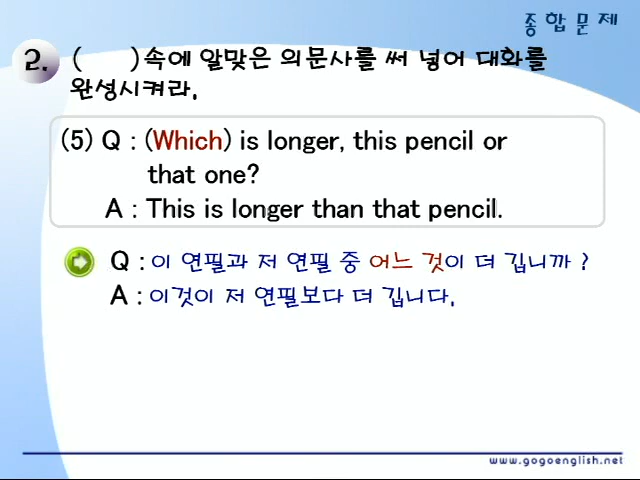 종합문제
2. (      )속에 알맞은 의문사를 써 넣어 대화를
완성시켜라.
(5) Q : (Which) is longer, this pencil or
that one?
A : This is longer than that pencil.
Q : 이 연필과 저 연필 중 어느 것이 더 깁니까 ?
A : 이것이 저 연필보다 더 깁니다.
www.gogoenglish.net